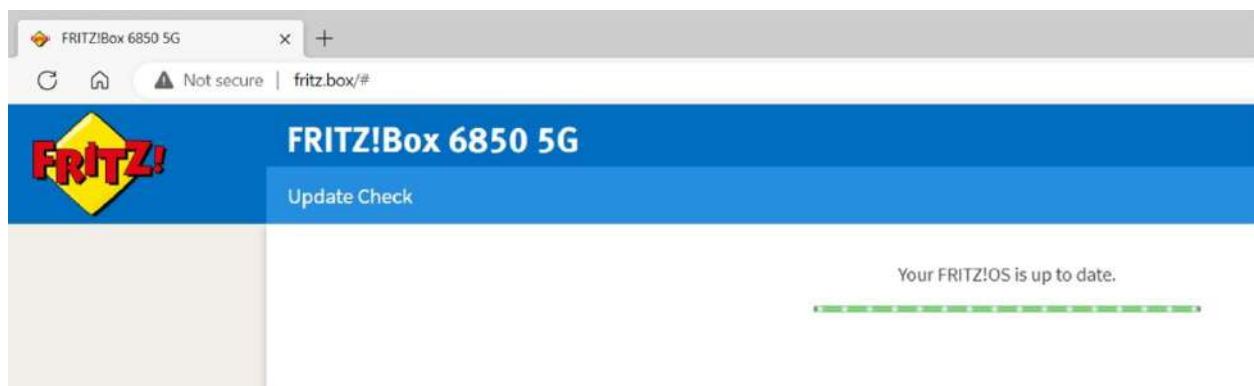 FRITZ!Box 6850 5G
Not secure | fritz.box/#
FRITZ!
FRITZ!Box 6850 5G
Update Check
Your FRITZ!OS is up to date.